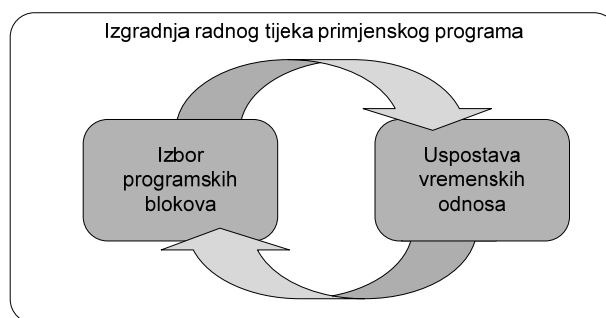 Izgradnja radnog tijeka primjenskog programa
Izbor
programskih
blokova
Uspostava
vremenskih
odnosa